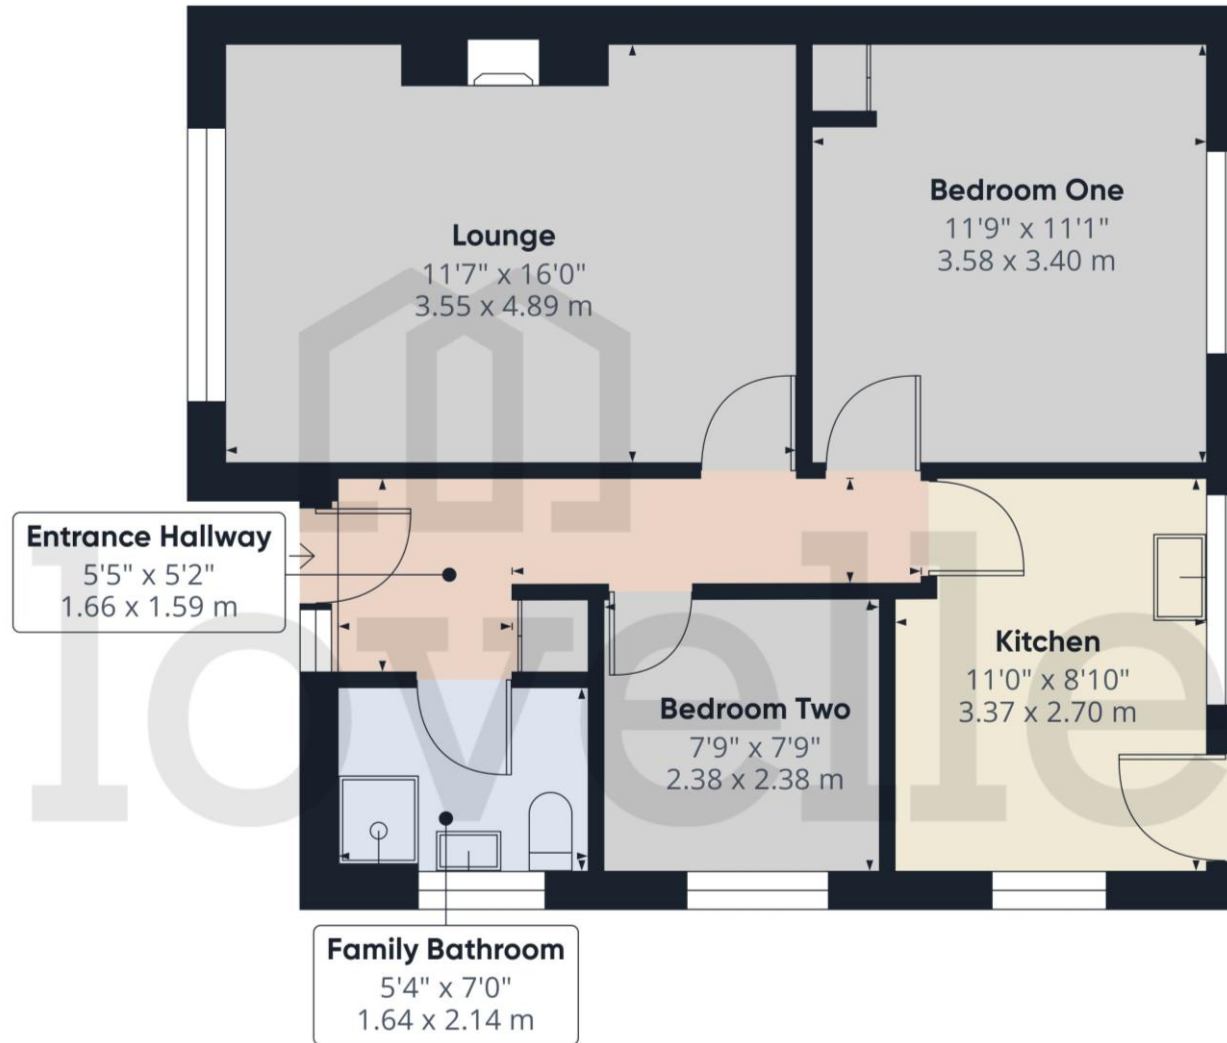 Lounge
11'7" x 16'0"
3.55 x 4.89 m
Bedroom One
11'9" x 11'1"
3.58 x 3.40 m
Entrance Hallway
5'5" x 5'2"
1.66 x 1.59 m
Kitchen
11'0" x 8'10"
3.37 x 2.70 m
Bedroom Two
7'9" x 7'9"
2.38 x 2.38 m
lovelle
Family Bathroom
5'4" x 7'0"
1.64 x 2.14 m